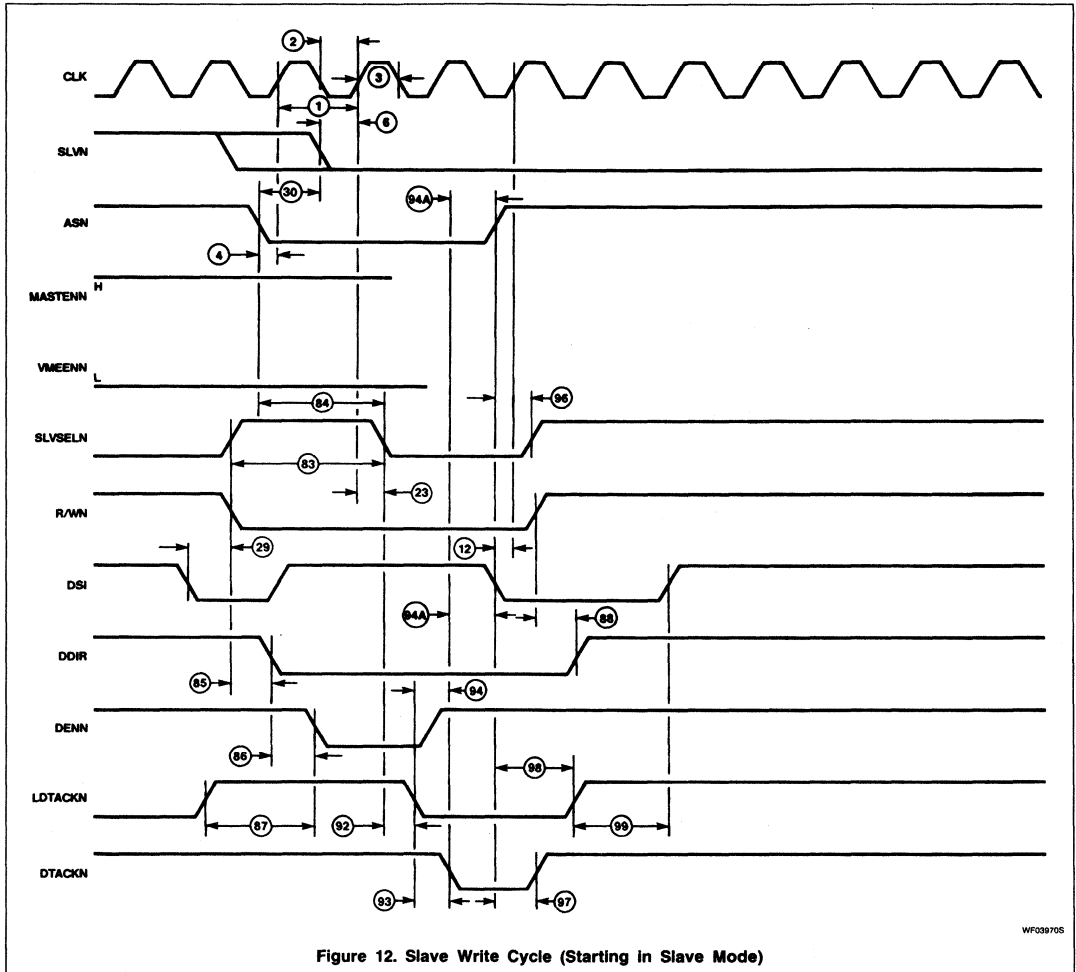 2
CLK
3
1
6
SLVN
30
94A
ASN
4
H
MASTENN
VMEENN
L
84
96
SLVSELN
83
23
R/WN
29
12
DSI
94A
88
DDIR
85
94
DENN
86
98
LDTACKN
87
92
99
DTACKN
93
97
WF03970S
Figure 12. Slave Write Cycle (Starting in Slave Mode)